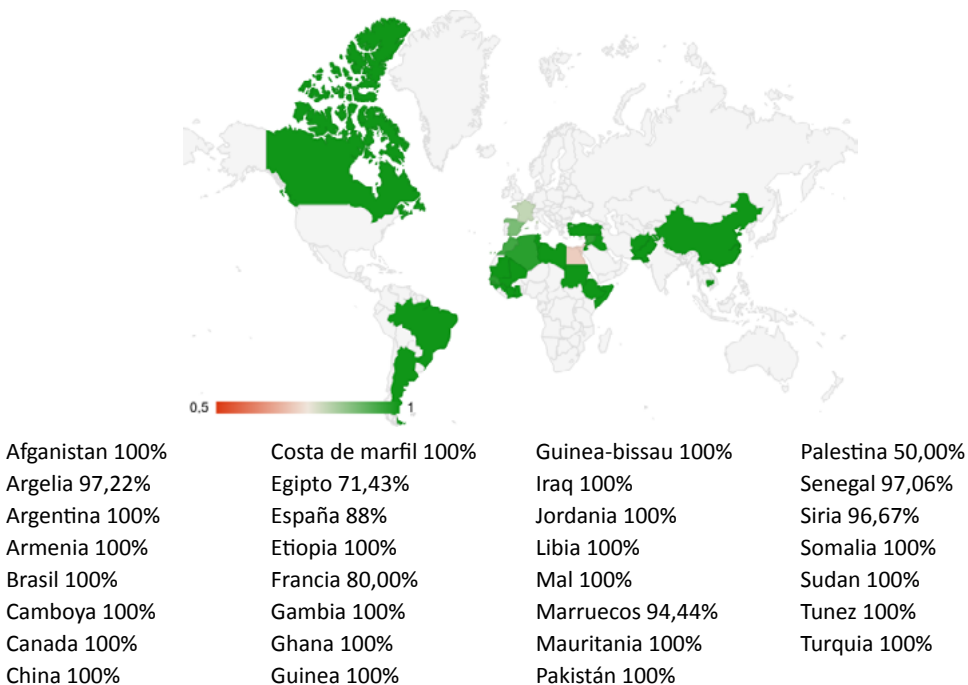 0.5
1
Afganistan 100%
Argelia 97,22%
Argentina 100%
Armenia 100%
Brasil 100%
Camboya 100%
Canada 100%
China 100%
Costa de marfil 100%
Egipto 71,43%
España 88%
Etiopia 100%
Francia 80,00%
Gambia 100%
Ghana 100%
Guinea 100%
Guinea-bissau 100%
Iraq 100%
Jordania 100%
Libia 100%
Mal 100%
Marruecos 94,44%
Mauritania 100%
Pakistán 100%
Palestina 50,00%
Senegal 97,06%
Siria 96,67%
Somalia 100%
Sudan 100%
Tunez 100%
Turquia 100%